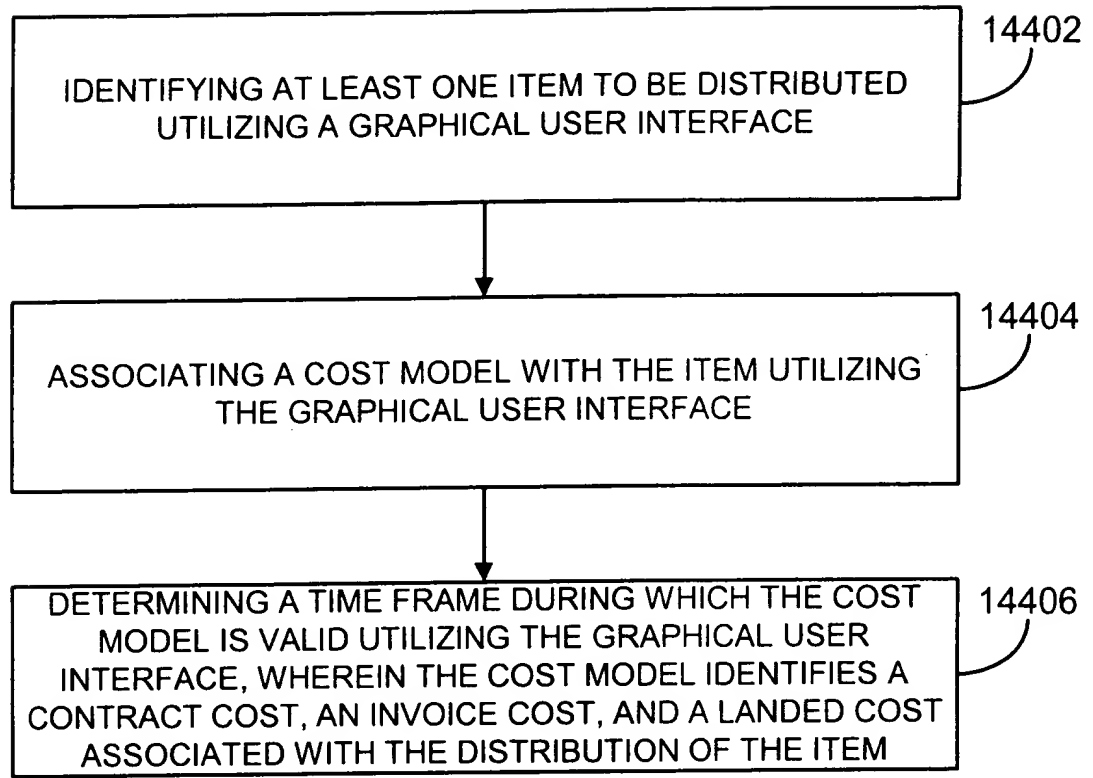 14402
IDENTIFYING AT LEAST ONE ITEM TO BE DISTRIBUTED
UTILIZING A GRAPHICAL USER INTERFACE
14404
ASSOCIATING A COST MODEL WITH THE ITEM UTILIZING
THE GRAPHICAL USER INTERFACE
14406
DETERMINING A TIME FRAME DURING WHICH THE COST
MODEL IS VALID UTILIZING THE GRAPHICAL USER
INTERFACE, WHEREIN THE COST MODEL IDENTIFIES A
CONTRACT COST, AN INVOICE COST, AND A LANDED COST
ASSOCIATED WITH THE DISTRIBUTION OF THE ITEM